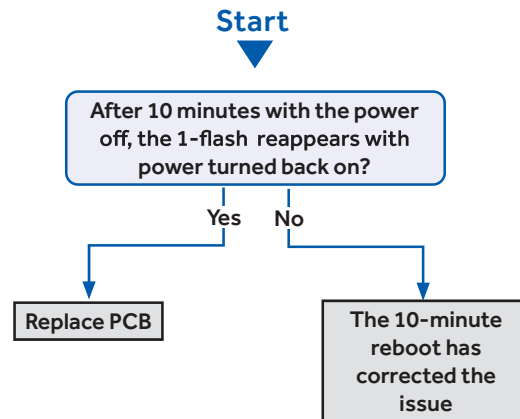 Start
After 10 minutes with the power
off, the 1-flash reappears with
power turned back on?
Yes
No
Replace PCB
The 10-minute
reboot has
corrected the
issue